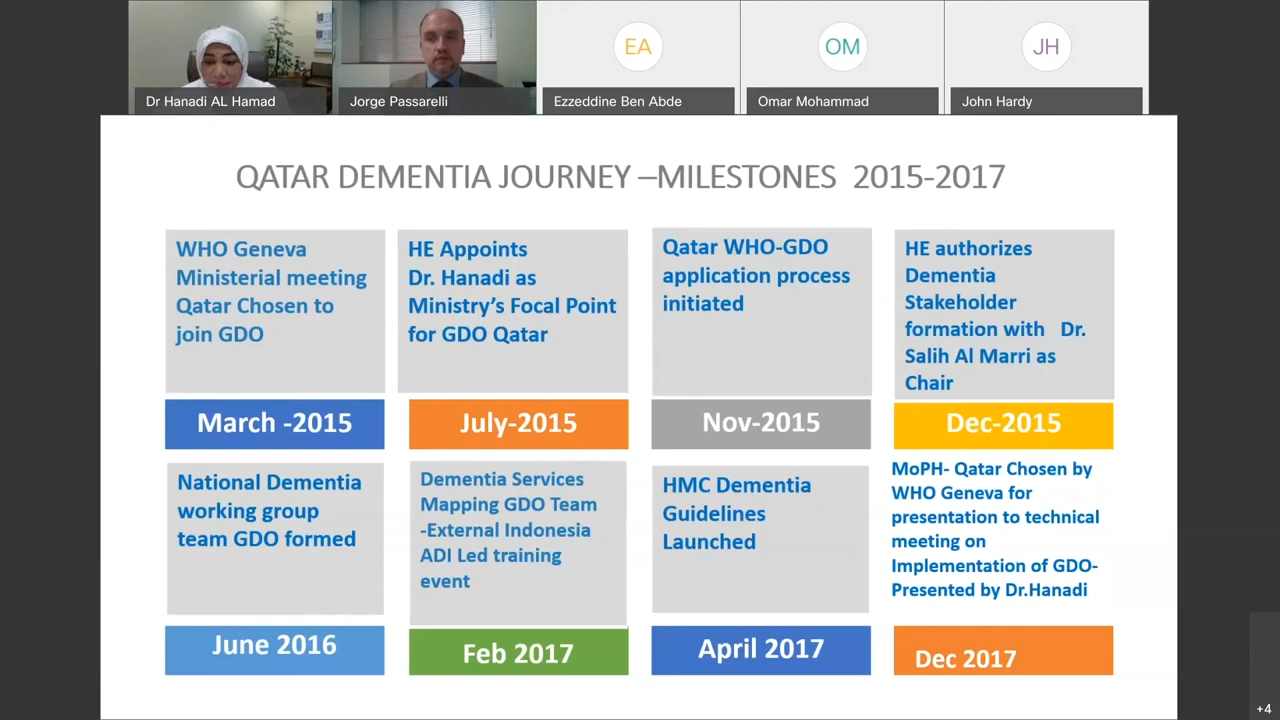 EA
OM
JH
Dr Hanadi AL Hamad
Jorge Passarelli
Ezzeddine Ben Abde
Omar Mohammad
John Hardy
QATAR DEMENTIA JOURNEY –MILESTONES 2015-2017
WHO Geneva
Ministerial meeting
Qatar Chosen to
join GDO
March -2015
HE Appoints
Dr. Hanadi as
Ministry's Focal Point
for GDO Qatar
July-2015
Qatar WHO-GDO
application process
initiated
Nov-2015
HE authorizes
Dementia
Stakeholder
formation with Dr.
Salih Al Marri as
Chair
Dec-2015
National Dementia
working group
team GDO formed
June 2016
Dementia Services
Mapping GDO Team
-External Indonesia
ADI Led training
event
Feb 2017
HMC Dementia
Guidelines
Launched
April 2017
MoPH- Qatar Chosen by
WHO Geneva for
presentation to technical
meeting on
Implementation of GDO-
Presented by Dr.Hanadi
Dec 2017
+4